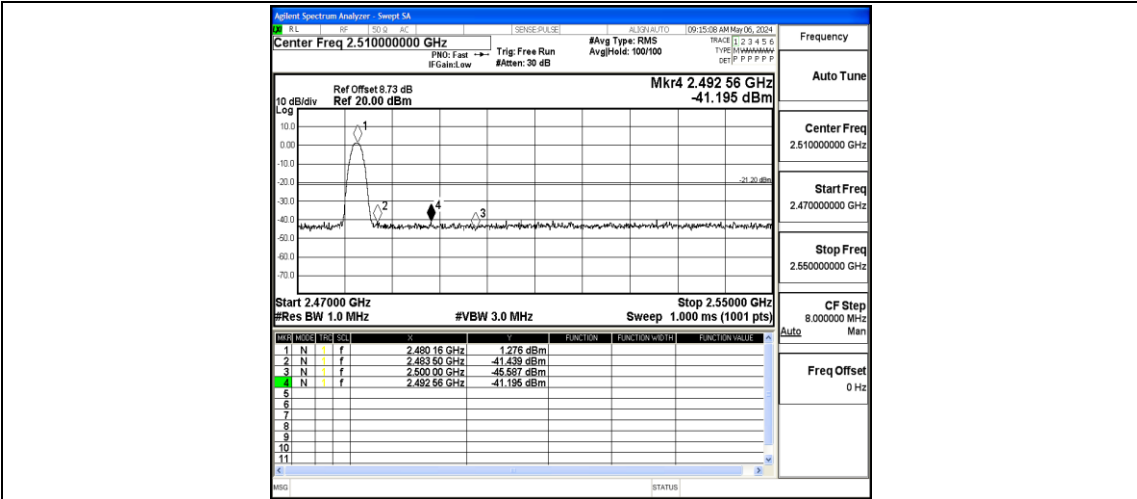 Agilent Spectrum Analyzer - Swept SA
RL RF 50 Ω AC SENSE:PULSE ALIGN AUTO 09:15:08 AM May 06, 2024
Center Freq 2.510000000 GHz
PNO: Fast
IFGain:Low
Trig: Free Run
#Atten: 30 dB
#Avg Type: RMS
Avg|Hold: 100/100
TRACE 1 2 3 4 5 6
TYPE M
DET P P P P P P
Mkr4 2.492 56 GHz
-41.195 dBm
Ref Offset 8.73 dB
10 dB/div Ref 20.00 dBm
Log
10.0
0.00
-10.0
-20.0
-30.0
-40.0
-50.0
-60.0
-70.0
1
2
4
3
-21.20 dBm
Start 2.47000 GHz Stop 2.55000 GHz
#Res BW 1.0 MHz #VBW 3.0 MHz Sweep 1.000 ms (1001 pts)
MKR MODE TRC SCL X Y FUNCTION FUNCTION WIDTH FUNCTION VALUE
1 N 1 f 2.480 16 GHz 1.276 dBm
2 N 1 f 2.483 50 GHz -41.439 dBm
3 N 1 f 2.500 00 GHz -45.587 dBm
4 N 1 f 2.492 56 GHz -41.195 dBm
5
6
7
8
9
10
11
MSG STATUS
Frequency
Auto Tune
Center Freq
2.510000000 GHz
Start Freq
2.470000000 GHz
Stop Freq
2.550000000 GHz
CF Step
8.000000 MHz
Auto Man
Freq Offset
0 Hz